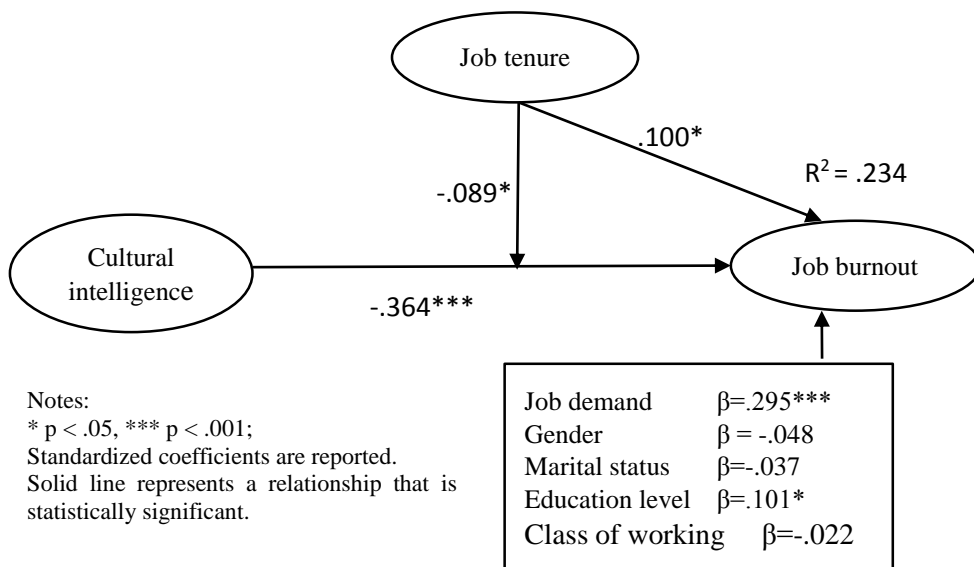 Job tenure
.100*
R² = .234
-.089*
Cultural
intelligence
Job burnout
-.364***
Notes:
* p < .05, *** p < .001;
Standardized coefficients are reported.
Solid line represents a relationship that is
statistically significant.
Job demand β=.295***
Gender β = -.048
Marital status β=-.037
Education level β=.101*
Class of working β=-.022